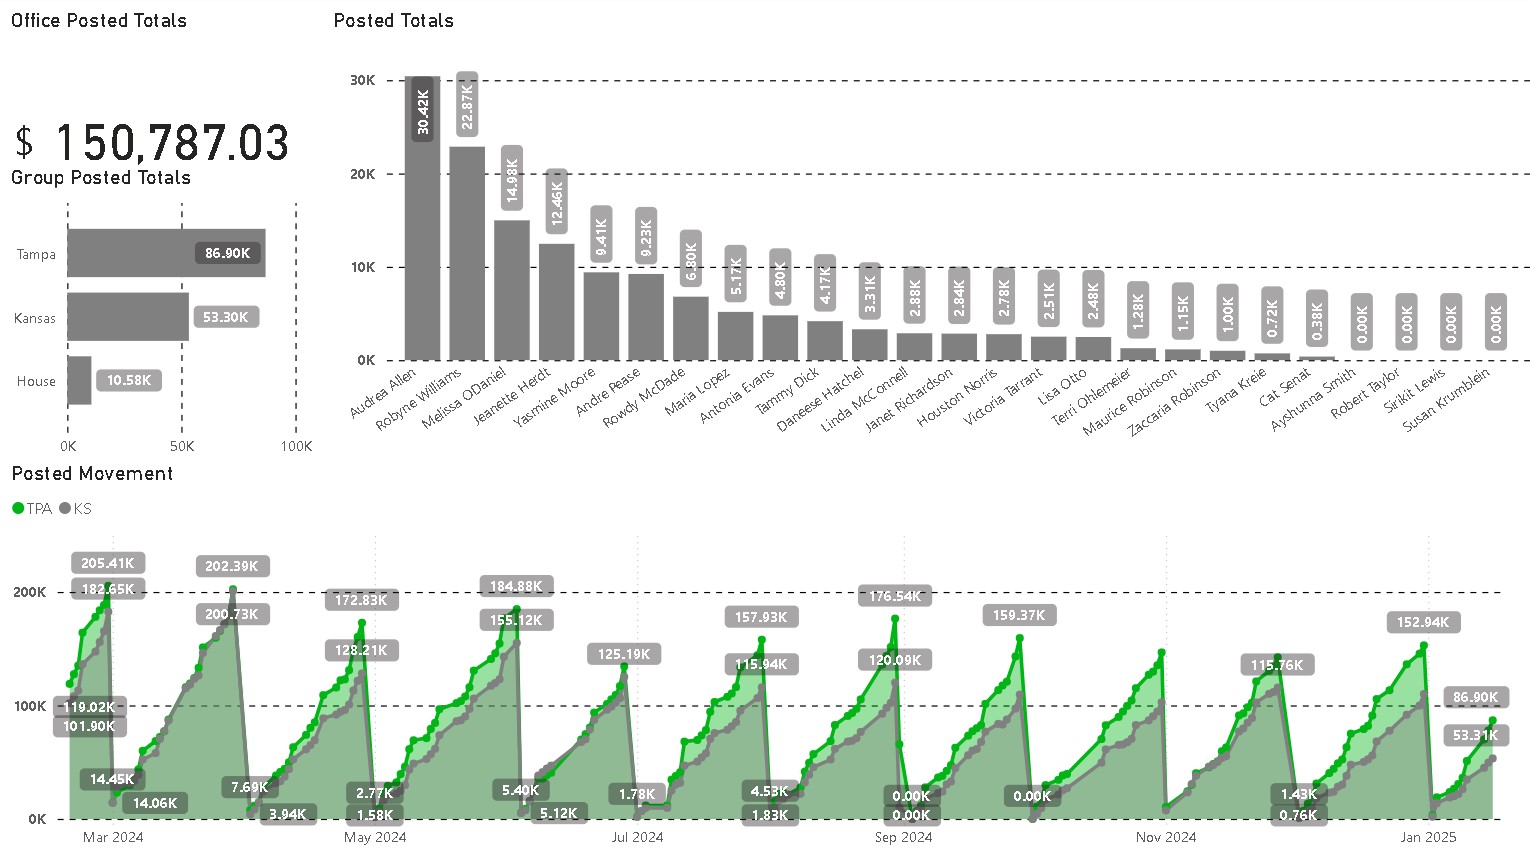 Office Posted Totals
$ 150,787.03
Group Posted Totals
Tampa 86.90K
Kansas 53.30K
House 10.58K
0K 50K 100K
Posted Totals
30K
20K
10K
0K
30.42K
22.87K
14.98K
12.46K
9.41K
9.23K
6.80K
5.17K
4.80K
4.17K
3.31K
2.88K
2.84K
2.78K
2.51K
2.48K
1.28K
1.15K
1.00K
0.72K
0.38K
0.00K
0.00K
0.00K
0.00K
Audrea Allen
Robyne Williams
Melissa ODaniel
Jeanette Herdt
Yasmine Moore
Andre Pease
Rowdy McDade
Maria Lopez
Antonia Evans
Tammy Dick
Daneese Hatchel
Linda McConnell
Janet Richardson
Houston Norris
Victoria Tarrant
Lisa Otto
Terri Ohlemeier
Maurice Robinson
Zaccaria Robinson
Tyana Kreie
Cat Senat
Ayshunna Smith
Robert Taylor
Sirikit Lewis
Susan Krumblein
Posted Movement
TPA KS
200K
100K
0K
205.41K
182.65K
119.02K
101.90K
14.45K
14.06K
202.39K
200.73K
7.69K
3.94K
172.83K
128.21K
2.77K
1.58K
184.88K
155.12K
5.40K
5.12K
125.19K
1.78K
157.93K
115.94K
4.53K
1.83K
176.54K
120.09K
0.00K
0.00K
159.37K
0.00K
115.76K
1.43K
0.76K
152.94K
86.90K
53.31K
Mar 2024 May 2024 Jul 2024 Sep 2024 Nov 2024 Jan 2025